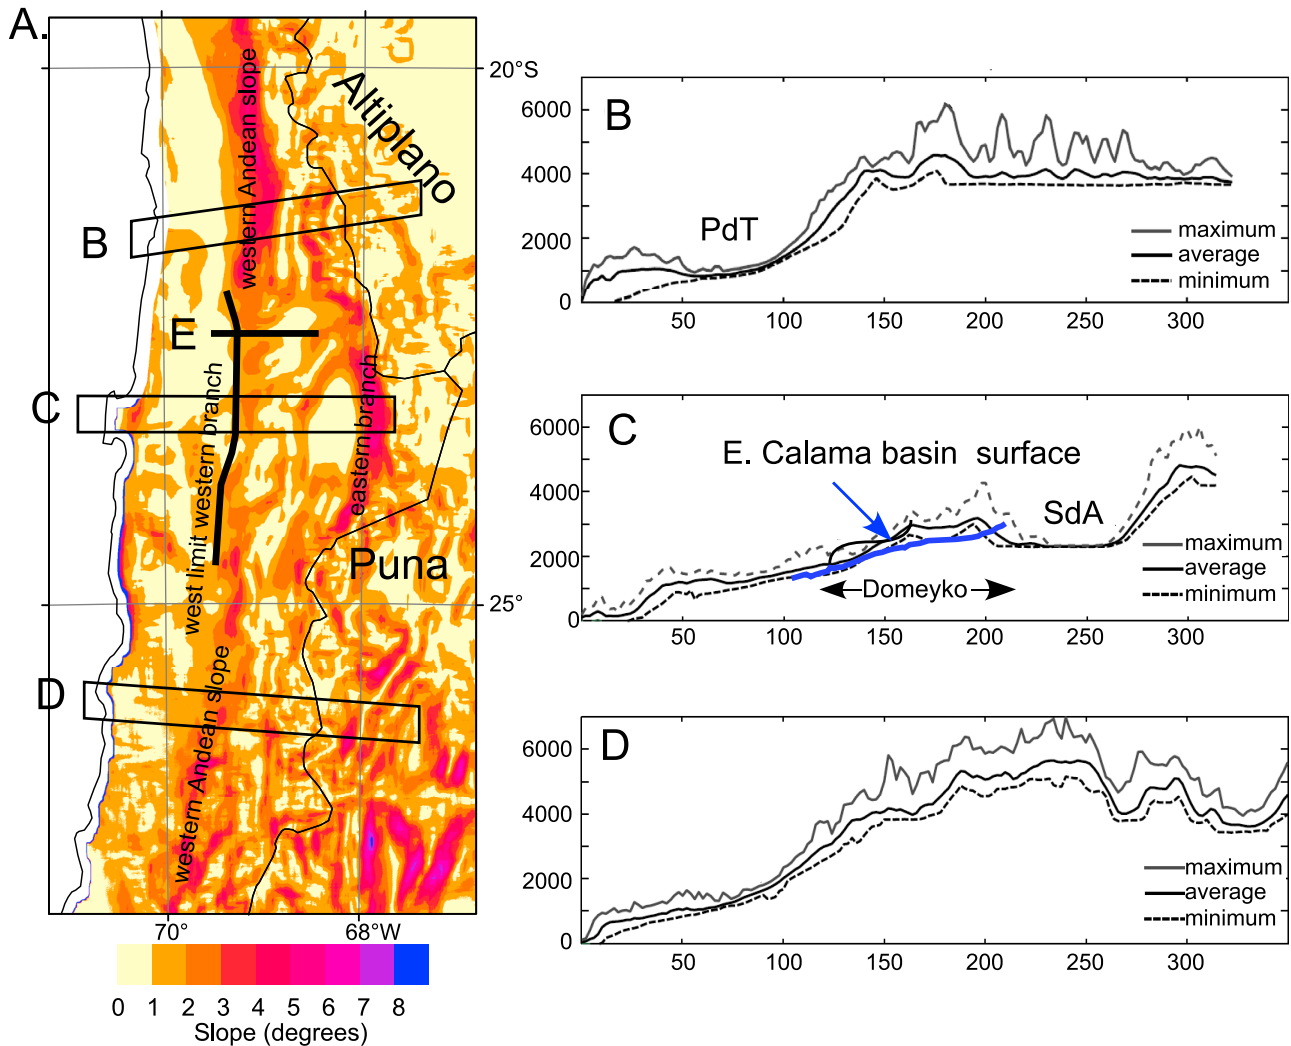 A.
20°S
western Andean slope
Altiplano
B
E
west limit western branch
C
eastern branch
Puna
25°
D
western Andean slope
70°
68°W
0 1 2 3 4 5 6 7 8
Slope (degrees)
B
6000
4000
2000
0
PdT
maximum
average
minimum
50 100 150 200 250 300
C
6000
4000
2000
0
E. Calama basin surface
SdA
Domeyko
maximum
average
minimum
50 100 150 200 250 300
D
6000
4000
2000
0
maximum
average
minimum
50 100 150 200 250 300